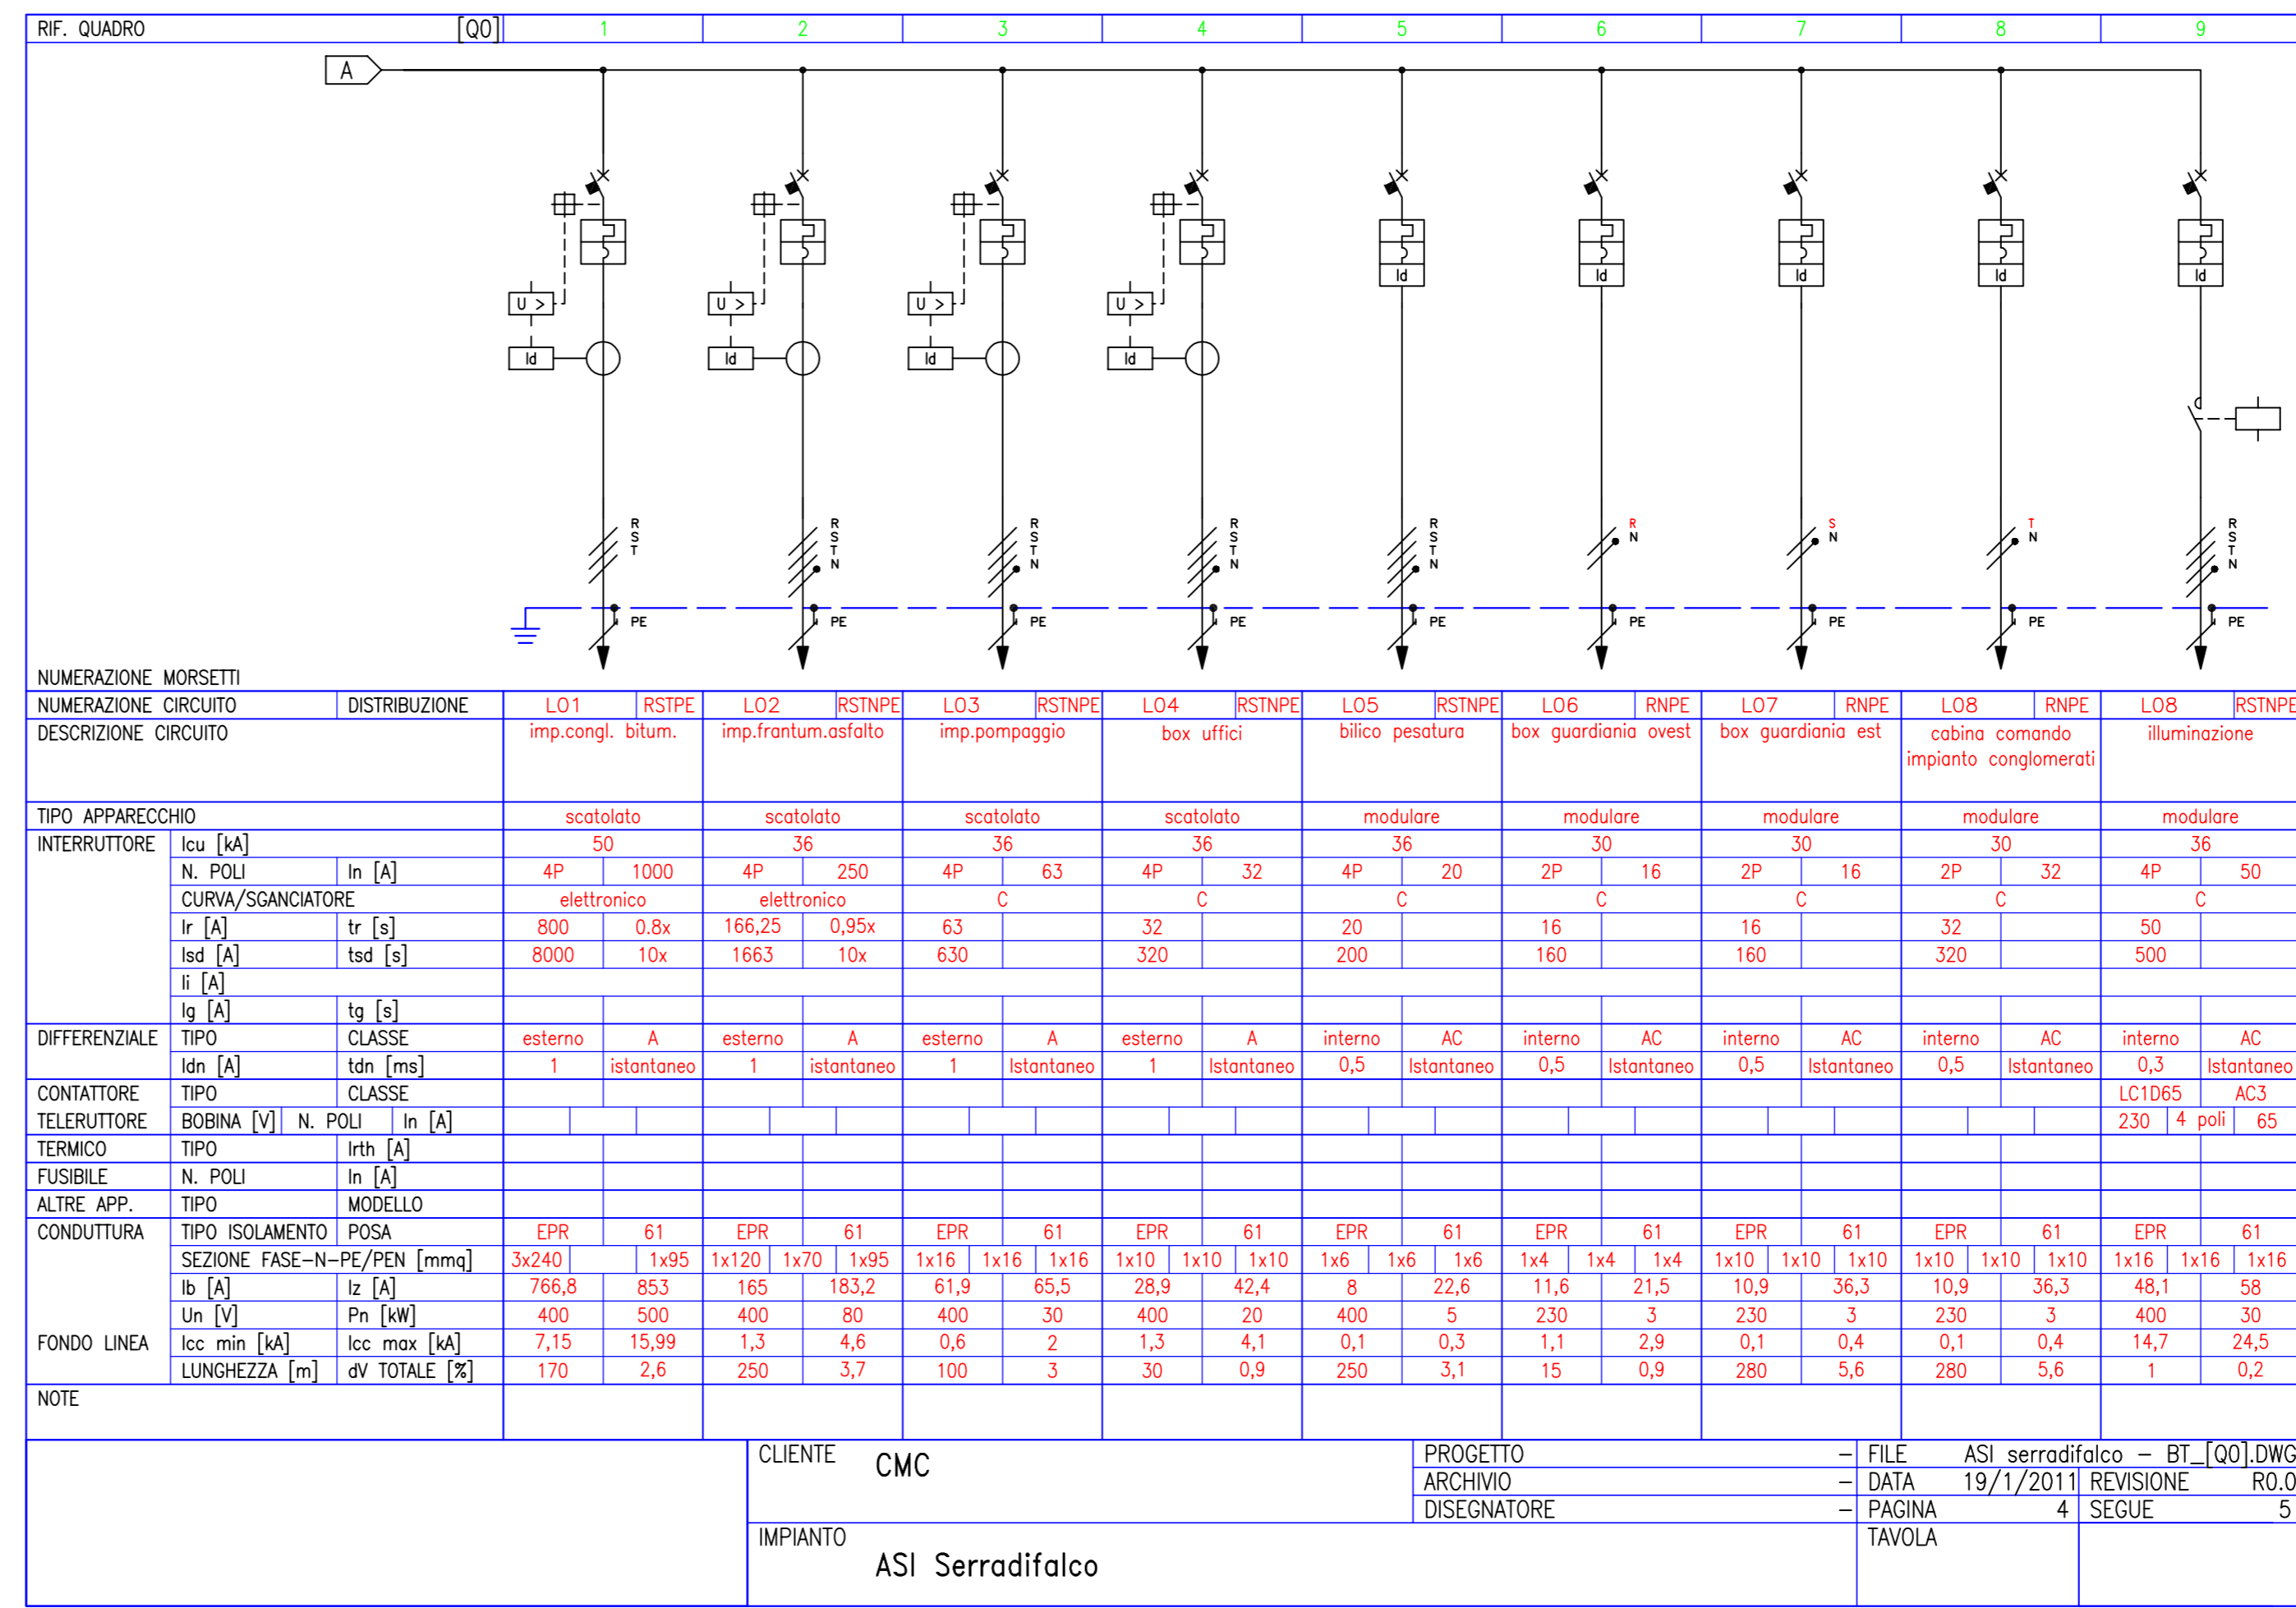 RIF. QUADRO [Q0] 1 2 3 4 5 6 7 8 9
A
U > U > U > U > Id Id Id Id Id
Id Id Id Id
R S T R S T N R S T N R S T N R S T N R N S N T N R S T N
PE PE PE PE PE PE PE PE PE
NUMERAZIONE MORSETTI
NUMERAZIONE CIRCUITO DISTRIBUZIONE L01 RSTPE L02 RSTNPE L03 RSTNPE L04 RSTNPE L05 RSTNPE L06 RNPE L07 RNPE L08 RNPE L08 RSTNPE
DESCRIZIONE CIRCUITO imp.congl. bitum. imp.frantum.asfalto imp.pompaggio box uffici bilico pesatura box guardiania ovest box guardiania est cabina comando illuminazione
impianto conglomerati
TIPO APPARECCHIO scatolato scatolato scatolato scatolato modulare modulare modulare modulare modulare
INTERRUTTORE Icu [kA] 50 36 36 36 36 30 30 30 36
N. POLI In [A] 4P 1000 4P 250 4P 63 4P 32 4P 20 2P 16 2P 16 2P 32 4P 50
CURVA/SGANCIATORE elettronico elettronico C C C C C C C
Ir [A] tr [s] 800 0.8x 166,25 0,95x 63 32 20 16 16 32 50
Isd [A] tsd [s] 8000 10x 1663 10x 630 320 200 160 160 320 500
Ii [A]
Ig [A] tg [s]
DIFFERENZIALE TIPO CLASSE esterno A esterno A esterno A esterno A interno AC interno AC interno AC interno AC interno AC
Idn [A] tdn [ms] 1 istantaneo 1 istantaneo 1 Istantaneo 1 Istantaneo 0,5 Istantaneo 0,5 Istantaneo 0,5 Istantaneo 0,5 Istantaneo 0,3 Istantaneo
CONTATTORE TIPO CLASSE LC1D65 AC3
TELERUTTORE BOBINA [V] N. POLI In [A] 230 4 poli 65
TERMICO TIPO Irth [A]
FUSIBILE N. POLI In [A]
ALTRE APP. TIPO MODELLO
CONDUTTURA TIPO ISOLAMENTO POSA EPR 61 EPR 61 EPR 61 EPR 61 EPR 61 EPR 61 EPR 61 EPR 61 EPR 61
SEZIONE FASE-N-PE/PEN [mmq] 3x240 1x95 1x120 1x70 1x95 1x16 1x16 1x16 1x10 1x10 1x10 1x6 1x6 1x6 1x4 1x4 1x4 1x10 1x10 1x10 1x10 1x10 1x10 1x16 1x16 1x16
Ib [A] Iz [A] 766,8 853 165 183,2 61,9 65,5 28,9 42,4 8 22,6 11,6 21,5 10,9 36,3 10,9 36,3 48,1 58
Un [V] Pn [kW] 400 500 400 80 400 30 400 20 400 5 230 3 230 3 230 3 400 30
FONDO LINEA Icc min [kA] Icc max [kA] 7,15 15,99 1,3 4,6 0,6 2 1,3 4,1 0,1 0,3 1,1 2,9 0,1 0,4 0,1 0,4 14,7 24,5
LUNGHEZZA [m] dV TOTALE [%] 170 2,6 250 3,7 100 3 30 0,9 250 3,1 15 0,9 280 5,6 280 5,6 1 0,2
NOTE
CLIENTE CMC PROGETTO - FILE ASI serradifalco - BT_[Q0].DWG
ARCHIVIO - DATA 19/1/2011 REVISIONE R0.0
DISEGNATORE - PAGINA 4 SEGUE 5
IMPIANTO TAVOLA
ASI Serradifalco